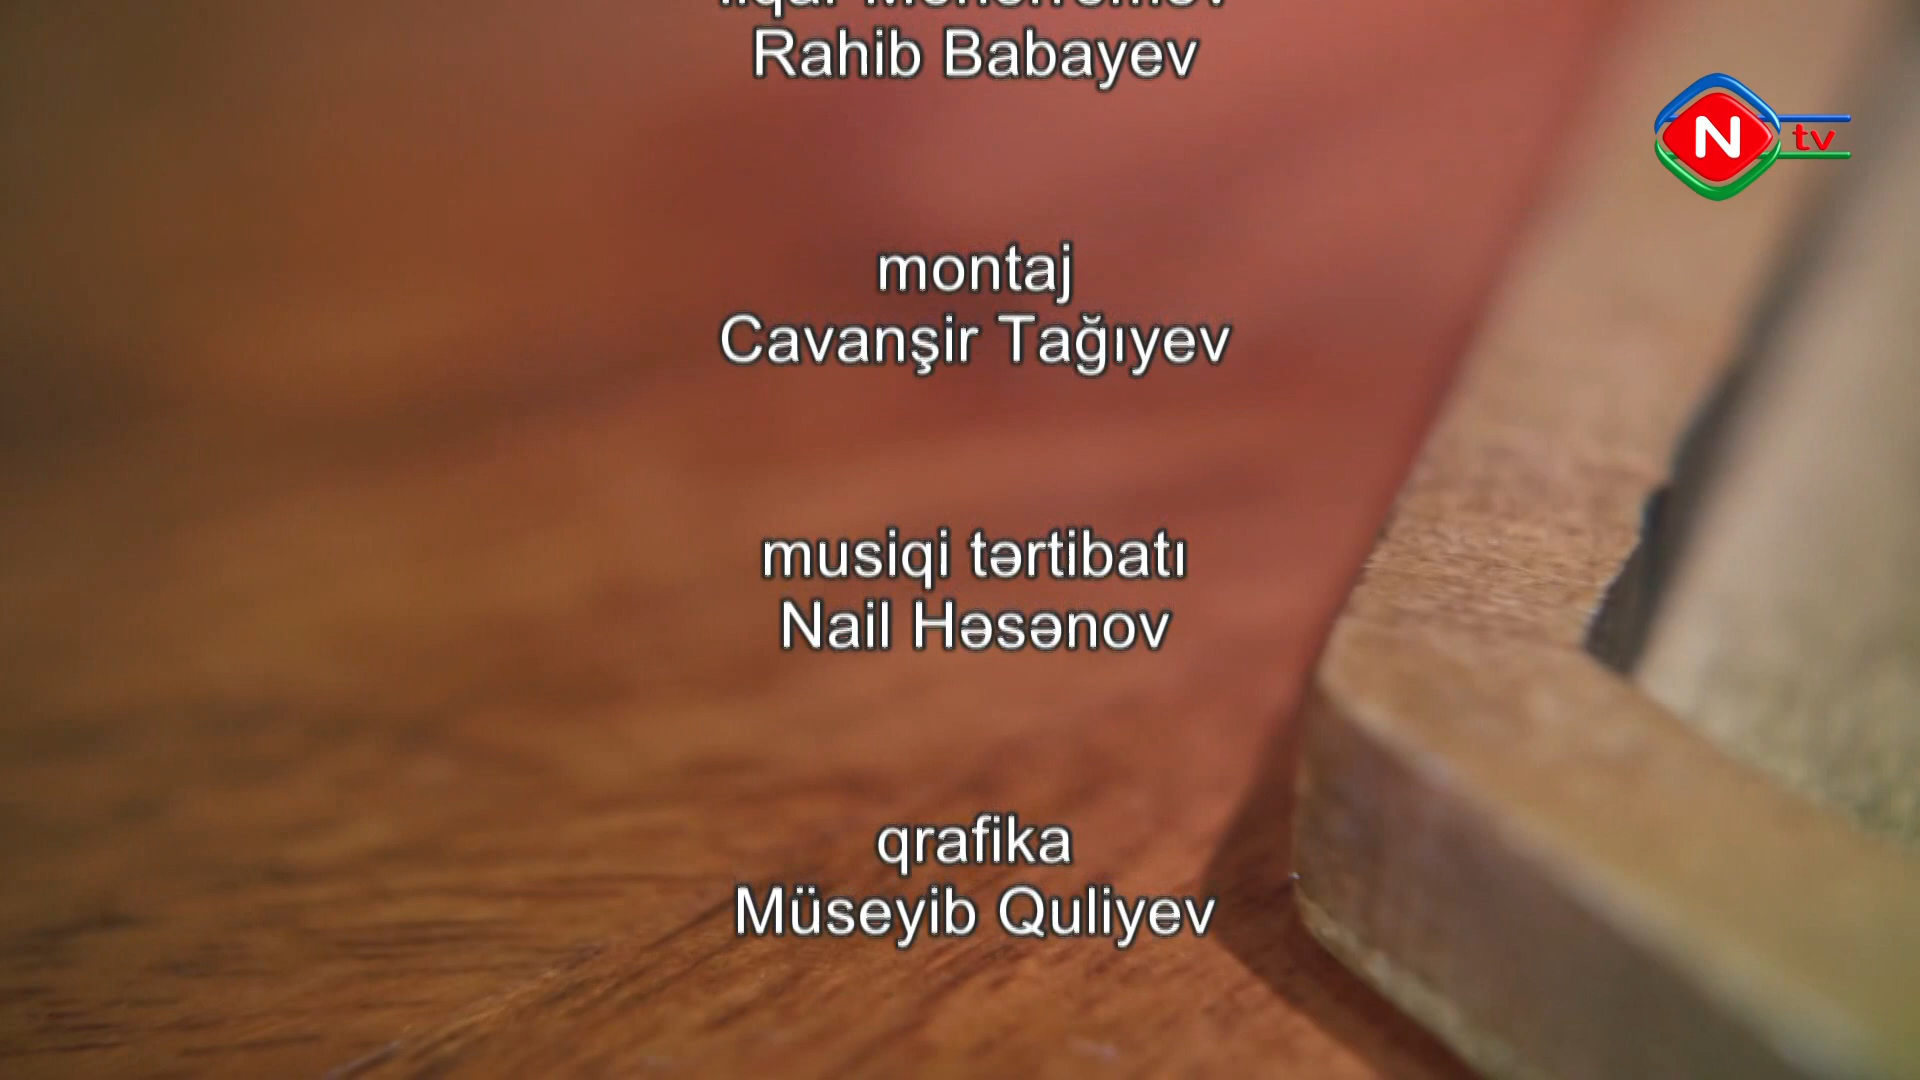 Rahib Babayev
N tv
montaj
Cavanşir Tağıyev
musiqi tərtibatı
Nail Həsənov
qrafika
Müseyib Quliyev